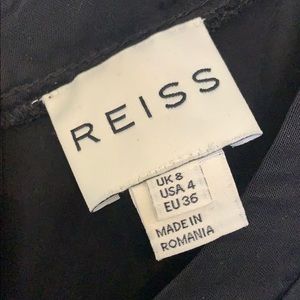 REISS
UK 8
USA 4
EU 36
MADE IN
ROMANIA